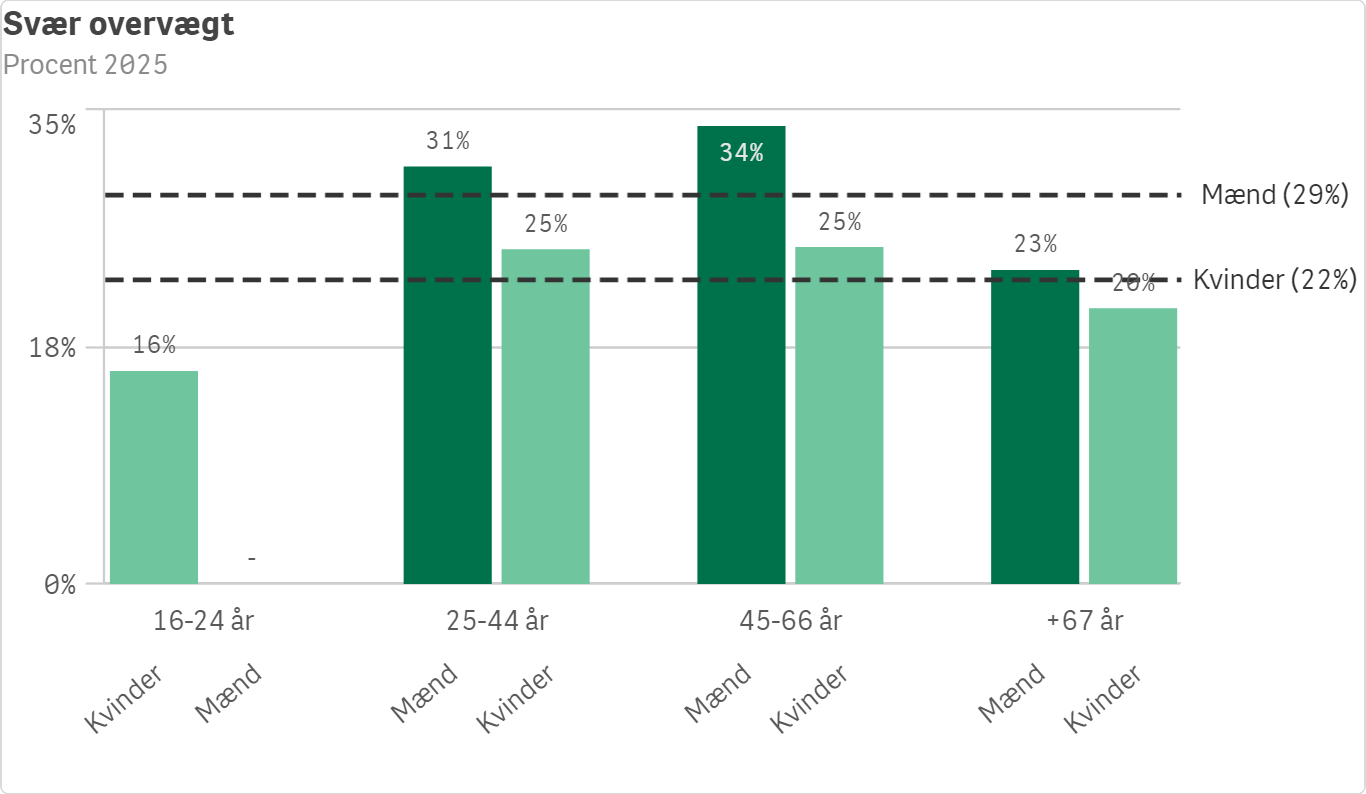 Svær overvægt
Procent 2025
35%
18%
0%
16%
-
31%
25%
34%
25%
23%
20%
Mænd (29%)
Kvinder (22%)
16-24 år
25-44 år
45-66 år
+67 år
Kvinder
Mænd
Mænd
Kvinder
Mænd
Kvinder
Mænd
Kvinder